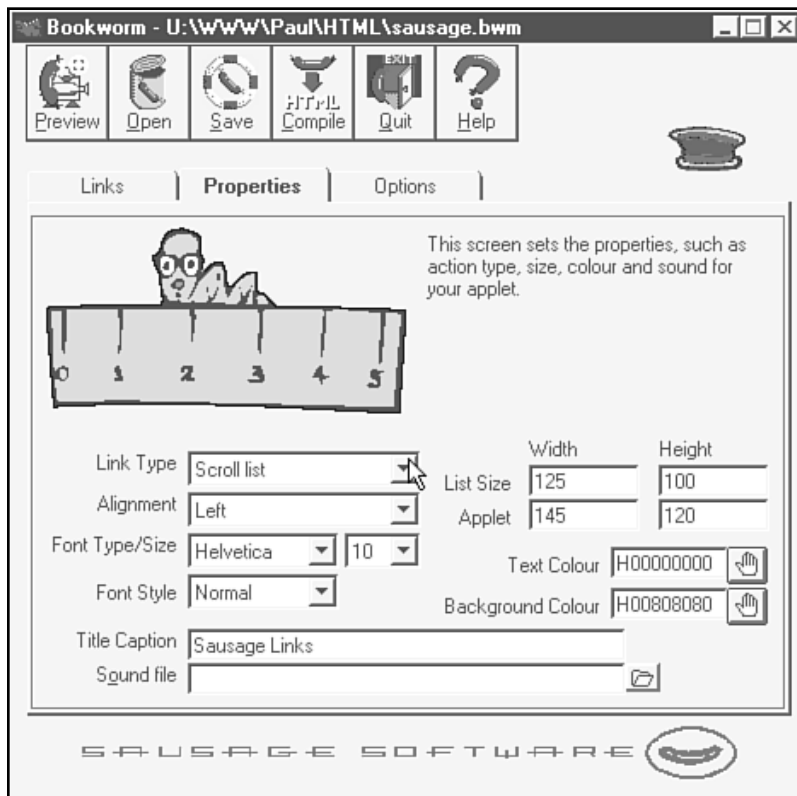 Bookworm - U:\WWW\Paul\HTML\sausage.bwm
EXIT
HTML
Preview Open Save Compile Quit Help
Links Properties Options
This screen sets the properties, such as
action type, size, colour and sound for
your applet.
0 1 2 3 4 5
Width Height
Link Type Scroll list
List Size 125 100
Alignment Left
Applet 145 120
Font Type/Size Helvetica 10
Text Colour H00000000
Font Style Normal
Background Colour H00808080
Title Caption Sausage Links
Sound file
SAUSAGE SOFTWARE